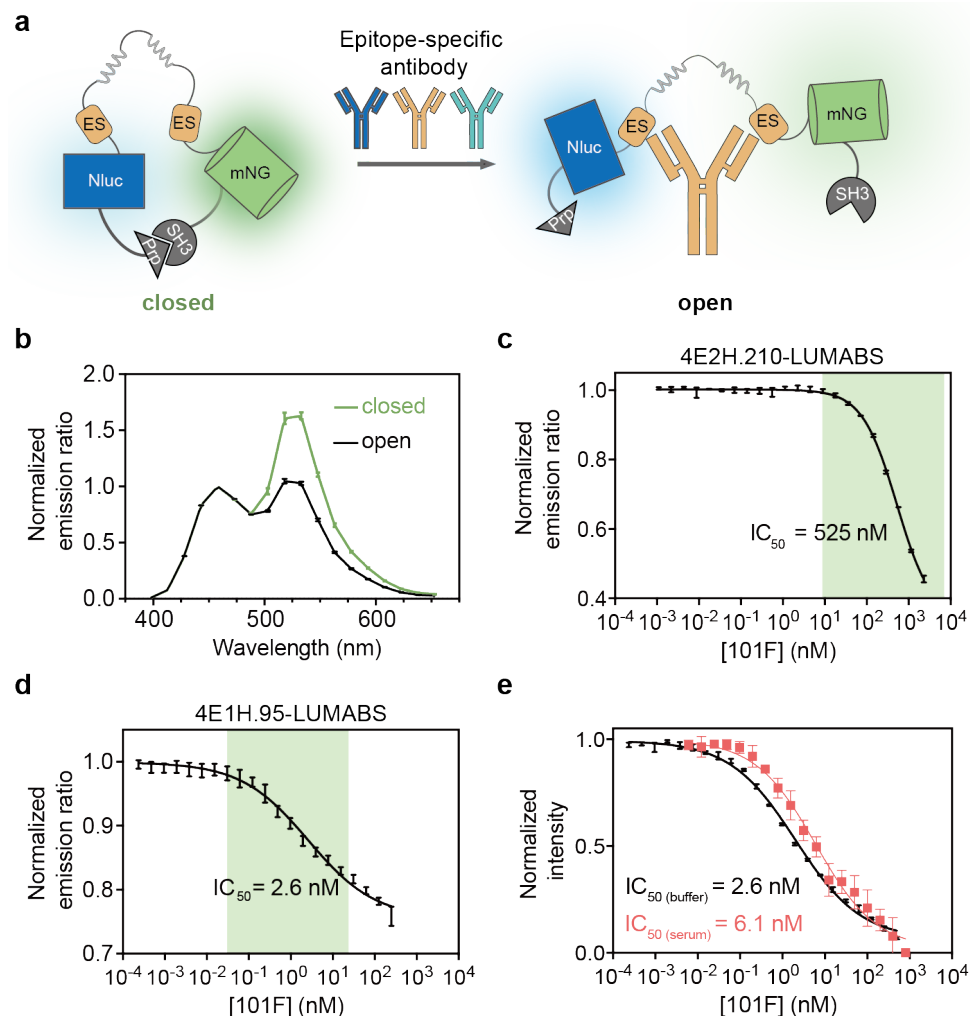 a
Epitope-specific
antibody
ES
ES
Nluc
mNG
Prp
SH3
closed
Nluc
ES
ES
mNG
Prp
SH3
open
b
Normalized
emission ratio
2.0
1.5
1.0
0.5
0.0
closed
open
400
500
600
Wavelength (nm)
c
4E2H.210-LUMABS
Normalized
emission ratio
1.0
0.8
0.6
0.4
IC₅₀ = 525 nM
10⁻⁴ 10⁻³ 10⁻² 10⁻¹ 10⁰ 10¹ 10² 10³ 10⁴
[101F] (nM)
d
4E1H.95-LUMABS
Normalized
emission ratio
1.0
0.9
0.8
0.7
IC₅₀= 2.6 nM
10⁻⁴ 10⁻³ 10⁻² 10⁻¹ 10⁰ 10¹ 10² 10³ 10⁴
[101F] (nM)
e
Normalized
intensity
1.0
0.5
0.0
IC₅₀ (buffer) = 2.6 nM
IC₅₀ (serum) = 6.1 nM
10⁻⁴ 10⁻³ 10⁻² 10⁻¹ 10⁰ 10¹ 10² 10³ 10⁴
[101F] (nM)